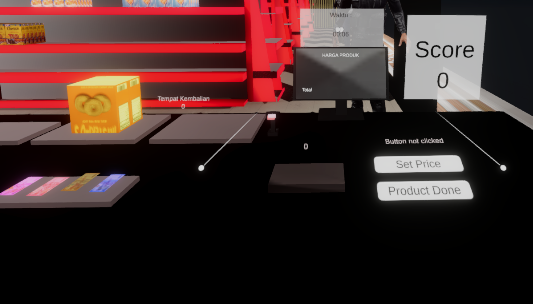 Waktu
Score
0
HARGA PRODUK
Total
Tempat Kembalian
0
0
Button not clicked
Set Price
Product Done